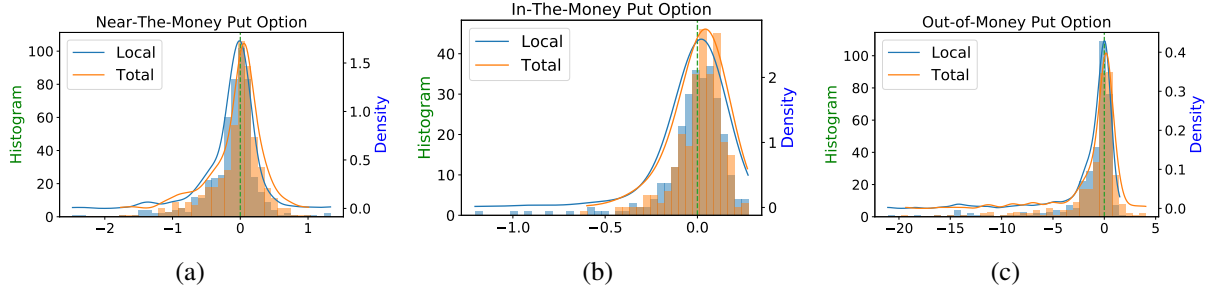 Near-The-Money Put Option
Local
Total
Histogram
Density
0
20
40
60
80
100
0.0
0.5
1.0
1.5
−2
−1
0
1
(a)
In-The-Money Put Option
Local
Total
Histogram
Density
0
10
20
30
40
0
1
2
−1.0
−0.5
0.0
(b)
Out-of-Money Put Option
Local
Total
Histogram
Density
0
20
40
60
80
100
0.0
0.1
0.2
0.3
0.4
−20
−15
−10
−5
0
5
(c)